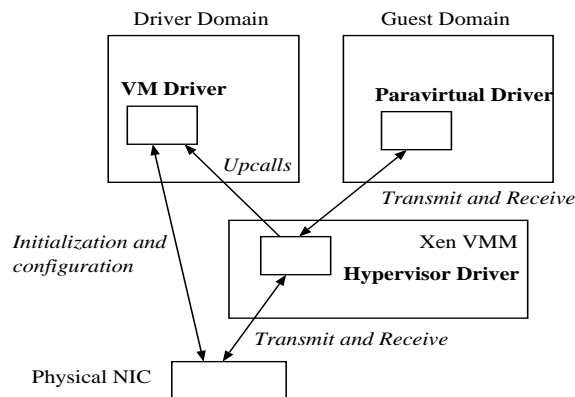 Driver Domain
Guest Domain
VM Driver
Paravirtual Driver
Upcalls
Transmit and Receive
Initialization and
configuration
Xen VMM
Hypervisor Driver
Transmit and Receive
Physical NIC